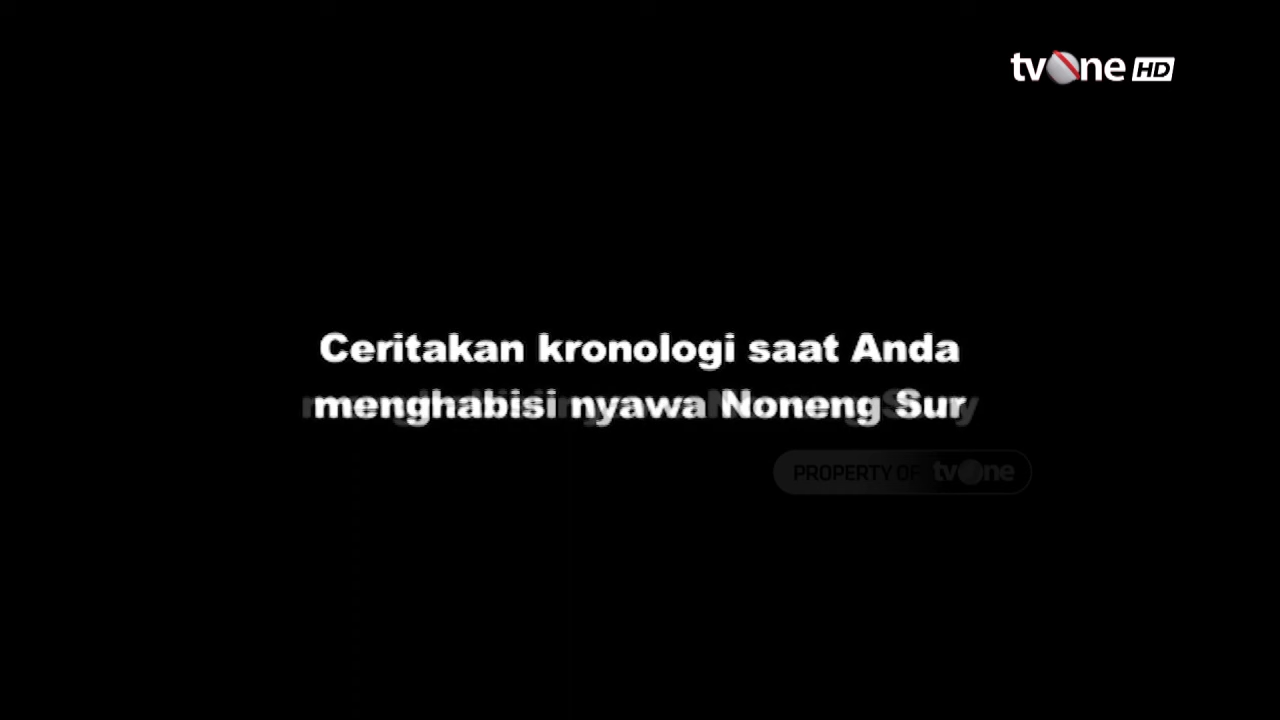 tvOne HD
Ceritakan kronologi saat Anda
menghabisi nyawa Noneng Sur
PROPERTY OF tvOne